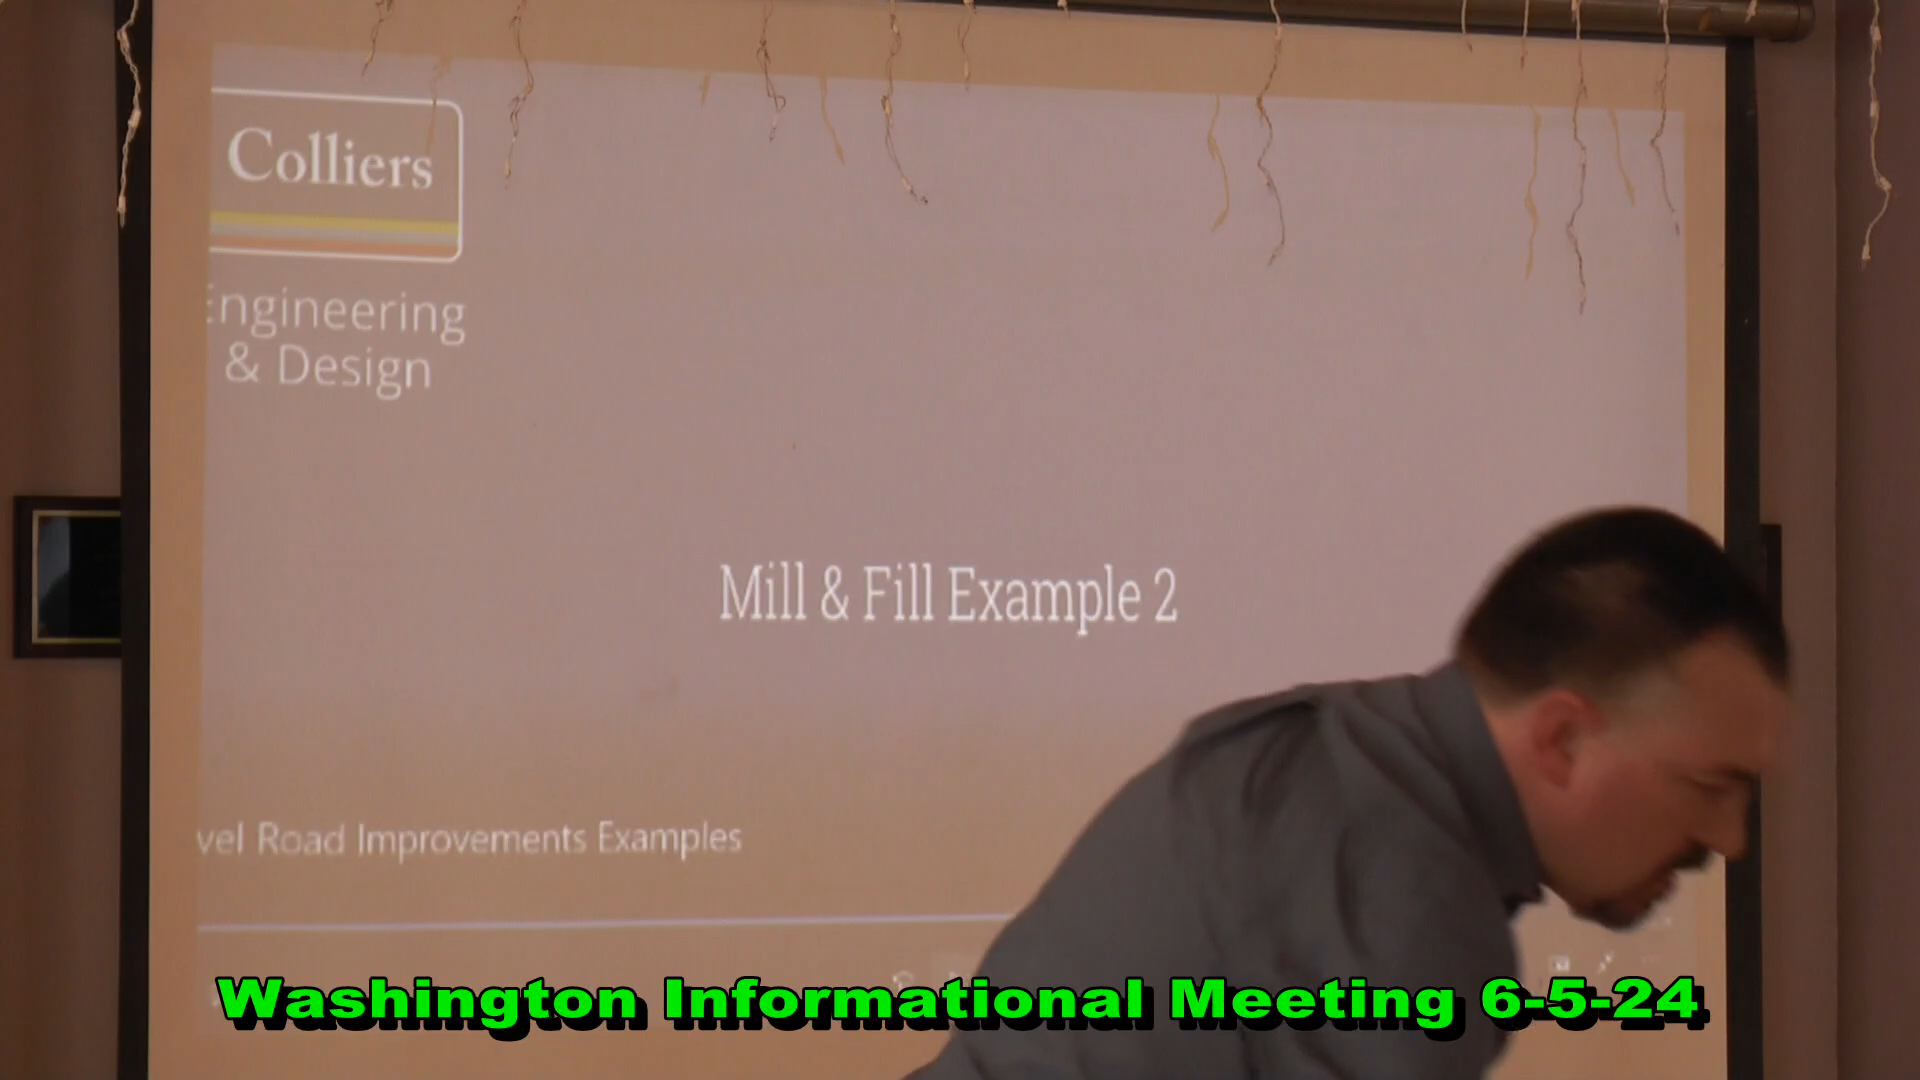 Colliers
Engineering
& Design
Mill & Fill Example 2
vel Road Improvements Examples
Washington Informational Meeting 6-5-24